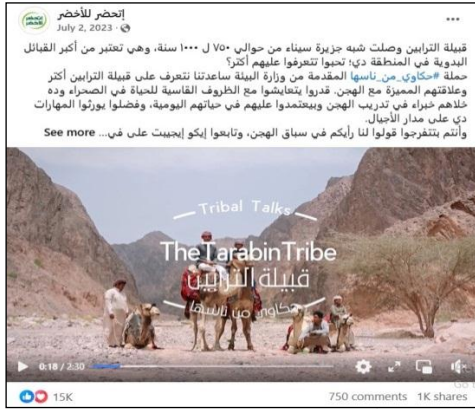 إتحضر للأخضر
July 2, 2023
قبيلة الترابين وصلت شبه جزيرة سيناء من حوالي ٧٥٠ ل ١٠٠٠ سنة، وهي تعتبر من أكبر القبائل
البدوية في المنطقة دي؛ تحبوا تتعرفوا عليهم أكتر؟
حملة #حكاوي_من_ناسها المقدمة من وزارة البيئة ساعدتنا نتعرف على قبيلة الترابين أكتر
وعلاقتهم المميزة مع الهجن. قدروا يتعايشوا مع الظروف القاسية للحياة في الصحراء وده
خلاهم خبراء في تدريب الهجن وبيعتمدوا عليهم في حياتهم اليومية، وفضلوا يورثوا المهارات
دي على مدار الأجيال.
وأنتم بتتفرجوا قولوا لنا رأيكم في سباق الهجن، وتابعوا إيكو إيجيبت على في... See more
Tribal Talks
The Tarabin Tribe
قبيلة الترابين
حكاوي من ناسها
0:18 / 2:30
15K
750 comments 1K shares